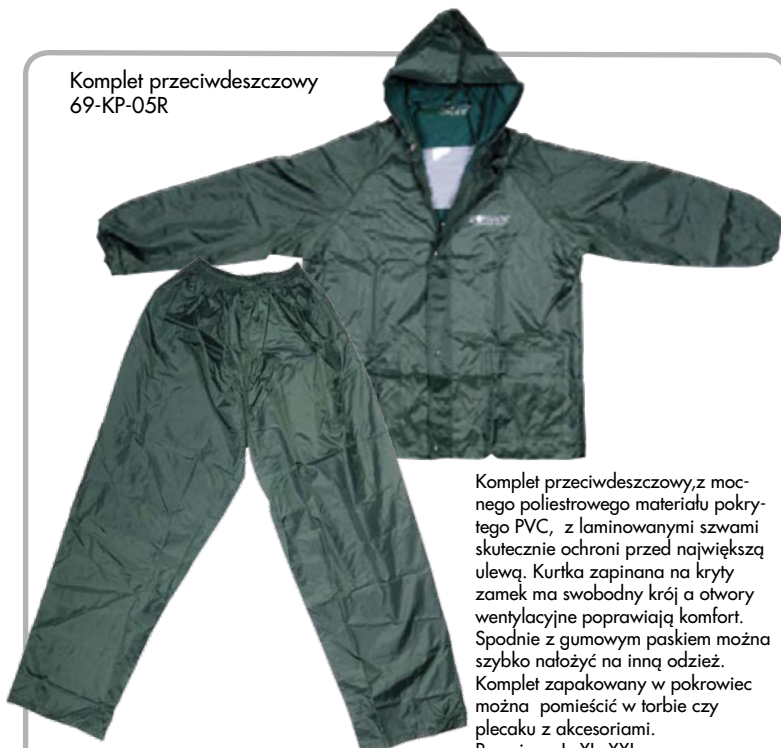 Komplet przeciwdeszczowy
69-KP-05R
Komplet przeciwdeszczowy,z moc-
nego poliestrowego materiału pokry-
tego PVC, z laminowanymi szwami
skutecznie ochroni przed największą
ulewą. Kurtka zapinana na kryty
zamek ma swobodny krój a otwory
wentylacyjne poprawiają komfort.
Spodnie z gumowym paskiem można
szybko nałożyć na inną odzież.
Komplet zapakowany w pokrowiec
można pomieścić w torbie czy
plecaku z akcesoriami.